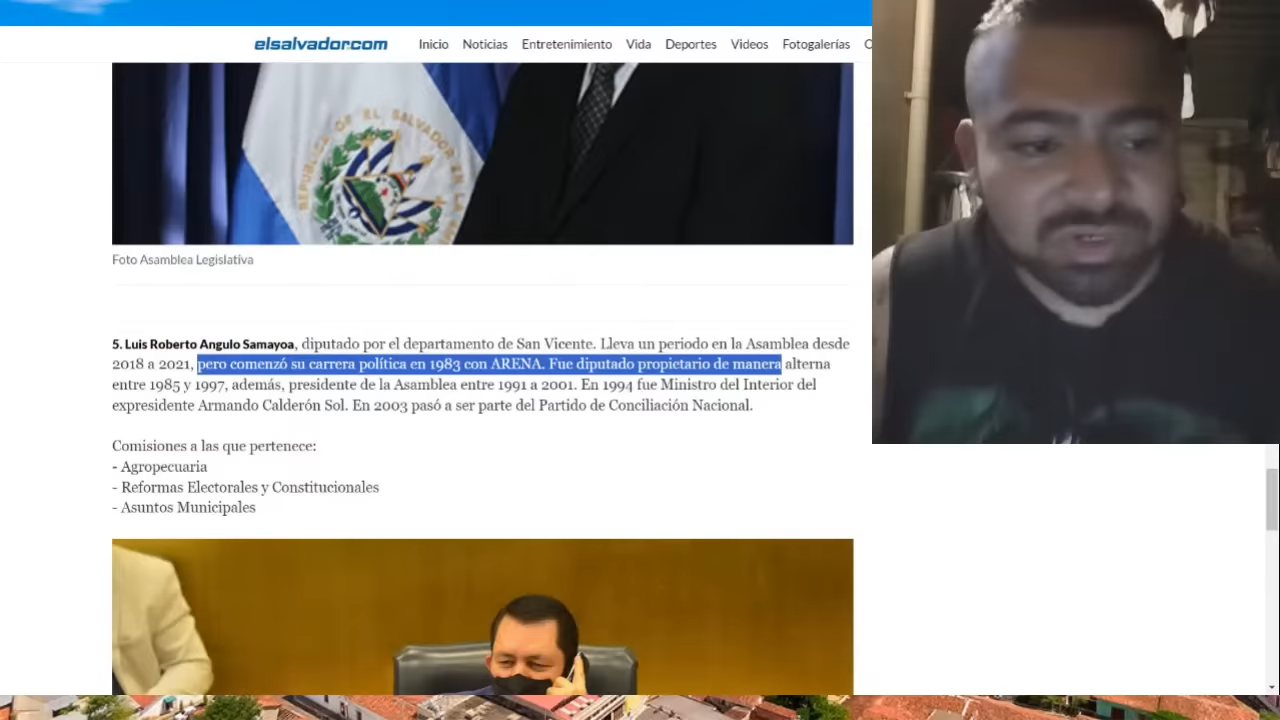 elsalvador.com Inicio Noticias Entretenimiento Vida Deportes Videos Fotogalerías
REPÚBLICA DE EL SALVADOR EN LA
Foto Asamblea Legislativa
5. Luis Roberto Angulo Samayoa, diputado por el departamento de San Vicente. Lleva un periodo en la Asamblea desde
2018 a 2021, pero comenzó su carrera política en 1983 con ARENA. Fue diputado propietario de manera alterna
entre 1985 y 1997, además, presidente de la Asamblea entre 1991 a 2001. En 1994 fue Ministro del Interior del
expresidente Armando Calderón Sol. En 2003 pasó a ser parte del Partido de Conciliación Nacional.
Comisiones a las que pertenece:
- Agropecuaria
- Reformas Electorales y Constitucionales
- Asuntos Municipales